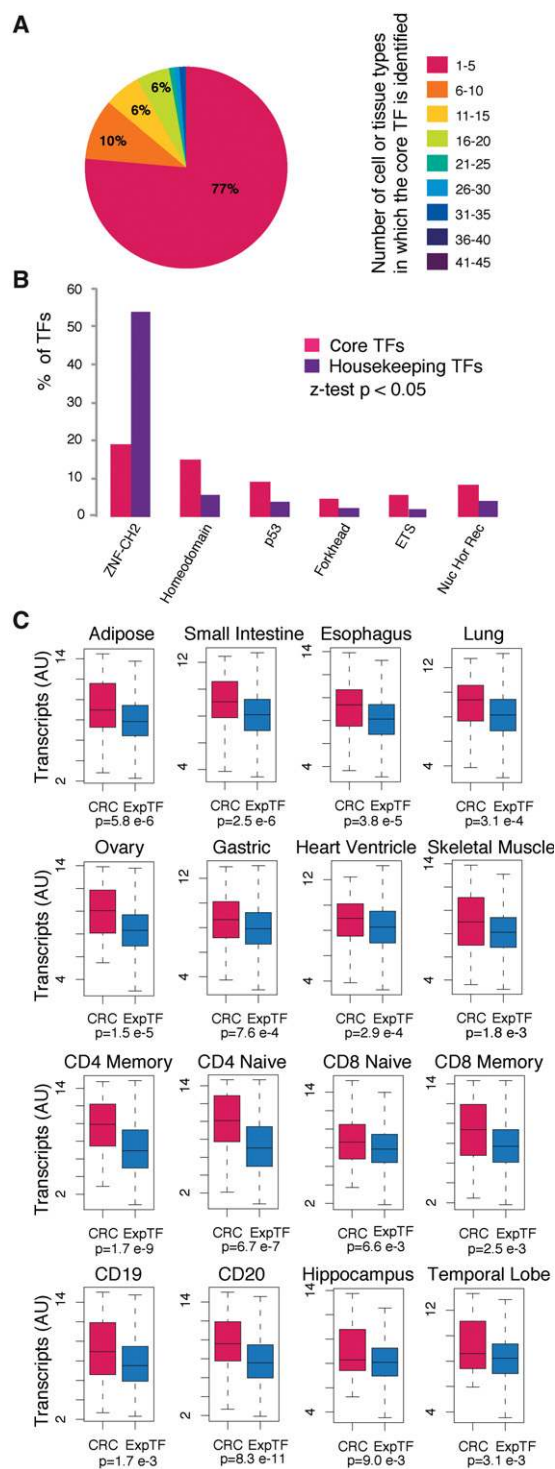 A
6%
6%
10%
77%
Number of cell or tissue types
in which the core TF is identified
1-5
6-10
11-15
16-20
21-25
26-30
31-35
36-40
41-45
B
% of TFs
60
50
40
30
20
10
0
Core TFs
Housekeeping TFs
z-test p < 0.05
ZNF-CH2
Homeodomain
p53
Forkhead
ETS
Nuc Hor Rec
C
Adipose
Small Intestine
Esophagus
Lung
Transcripts (AU)
14
2
12
4
14
4
12
4
CRC ExpTF
CRC ExpTF
CRC ExpTF
CRC ExpTF
p=5.8 e-6
p=2.5 e-6
p=3.8 e-5
p=3.1 e-4
Ovary
Gastric
Heart Ventricle
Skeletal Muscle
Transcripts (AU)
14
4
12
4
12
4
14
4
CRC ExpTF
CRC ExpTF
CRC ExpTF
CRC ExpTF
p=1.5 e-5
p=7.6 e-4
p=2.9 e-4
p=1.8 e-3
CD4 Memory
CD4 Naive
CD8 Naive
CD8 Memory
Transcripts (AU)
14
2
14
2
14
2
14
2
CRC ExpTF
CRC ExpTF
CRC ExpTF
CRC ExpTF
p=1.7 e-9
p=6.7 e-7
p=6.6 e-3
p=2.5 e-3
CD19
CD20
Hippocampus
Temporal Lobe
Transcripts (AU)
14
2
14
2
14
4
12
4
CRC ExpTF
CRC ExpTF
CRC ExpTF
CRC ExpTF
p=1.7 e-3
p=8.3 e-11
p=9.0 e-3
p=3.1 e-3